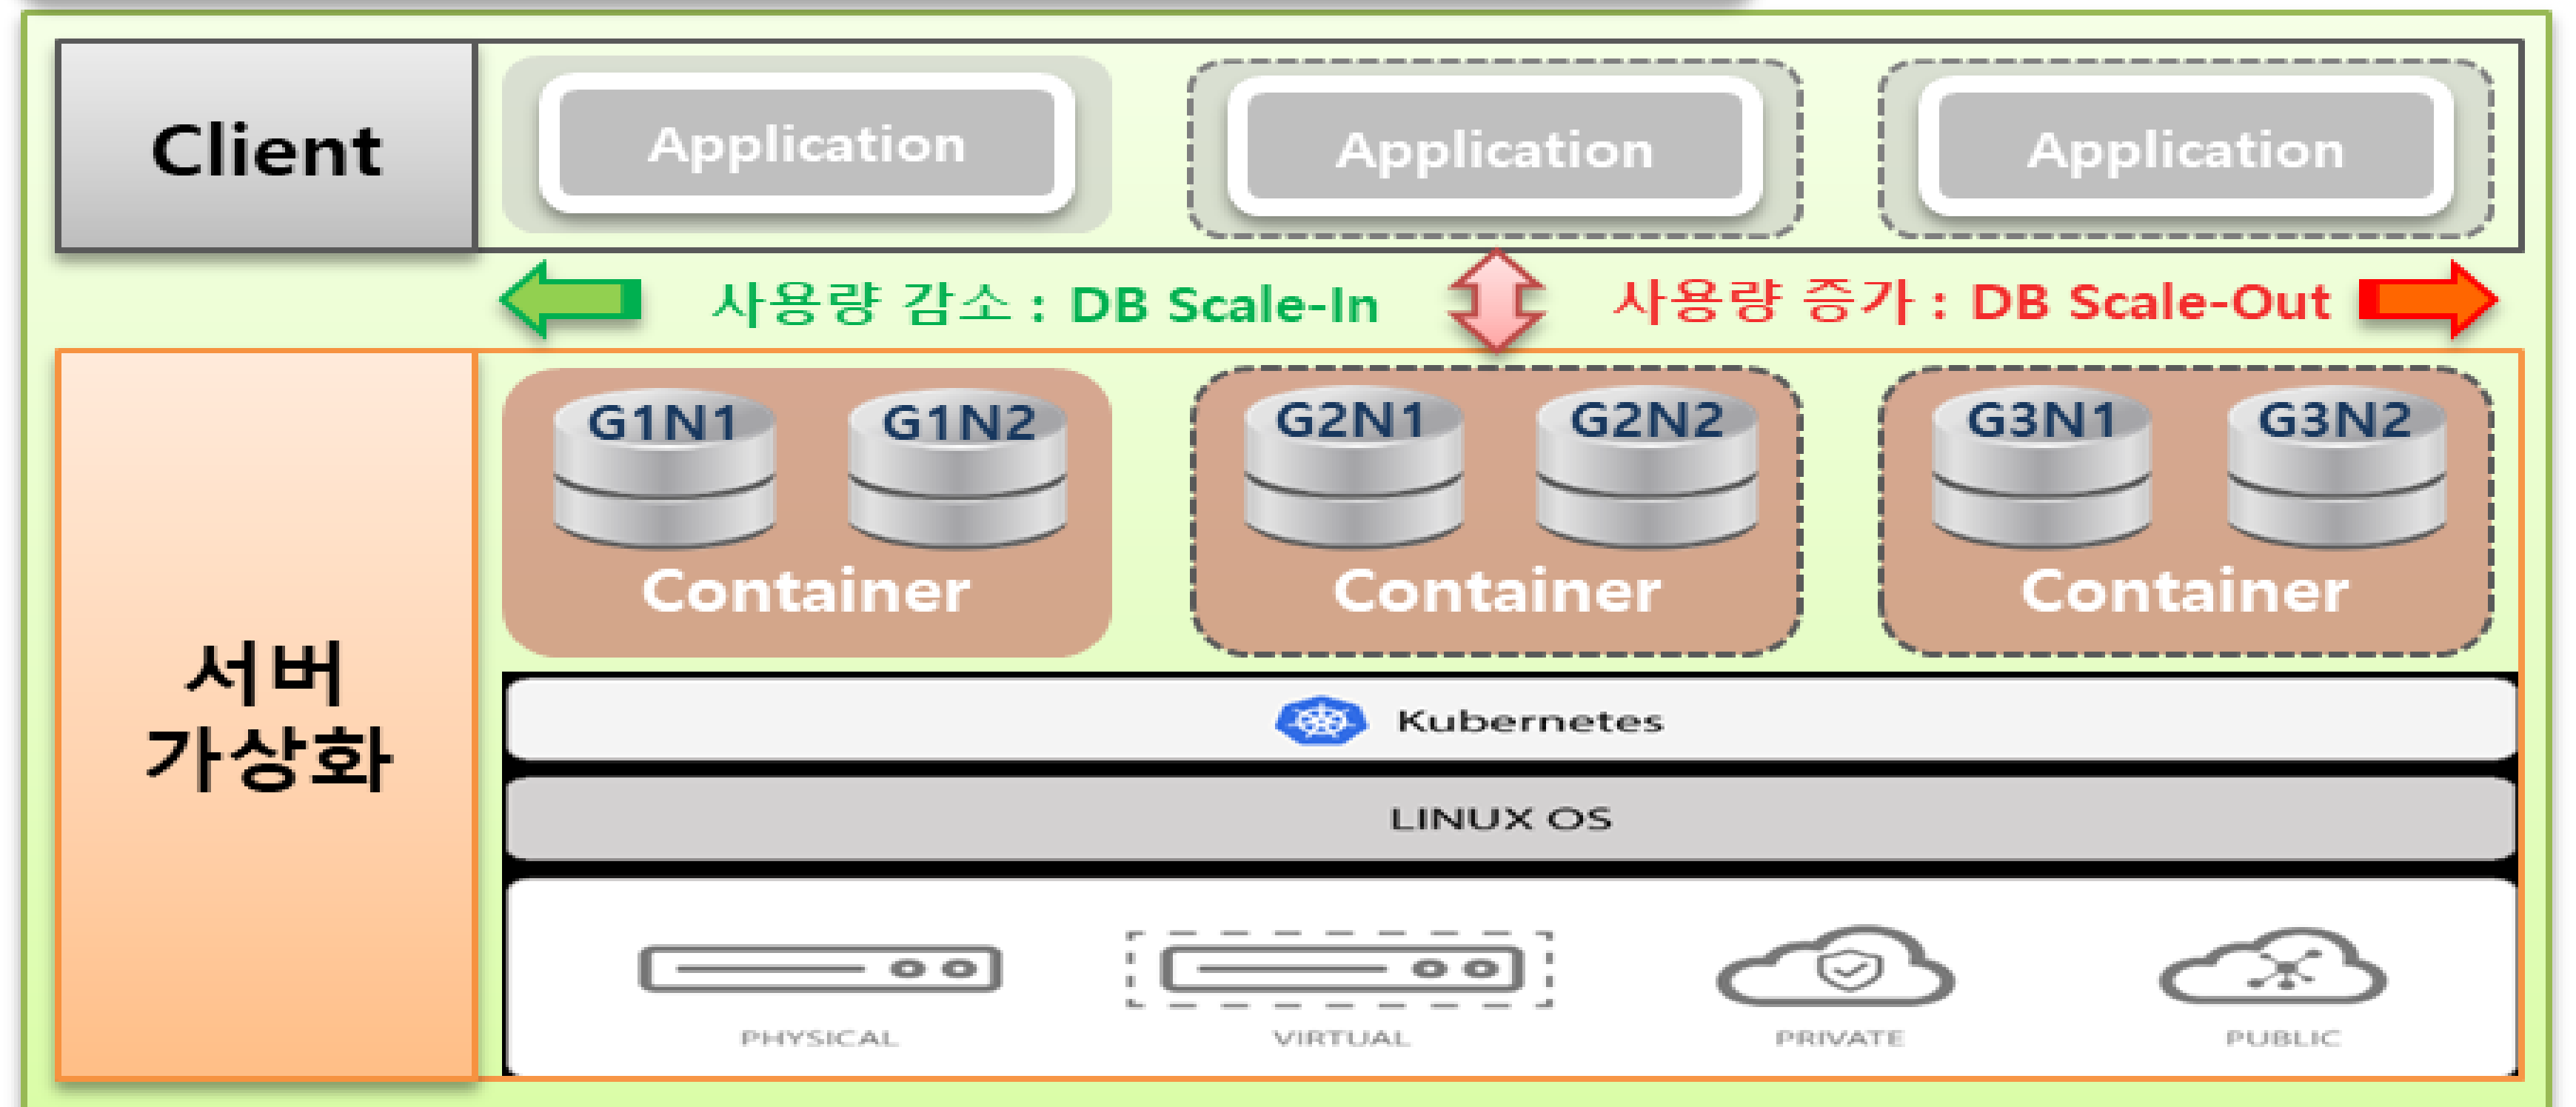 Client
Application
Application
Application
사용량 감소 : DB Scale-In
사용량 증가 : DB Scale-Out
서버
가상화
G1N1
G1N2
Container
G2N1
G2N2
Container
G3N1
G3N2
Container
Kubernetes
LINUX OS
PHYSICAL
VIRTUAL
PRIVATE
PUBLIC